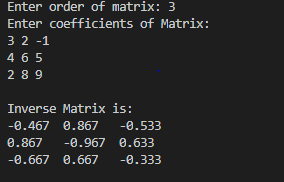 Enter order of matrix: 3
Enter coefficients of Matrix:
3 2 -1
4 6 5
2 8 9
Inverse Matrix is:
-0.467 0.867 -0.533
0.867 -0.967 0.633
-0.667 0.667 -0.333